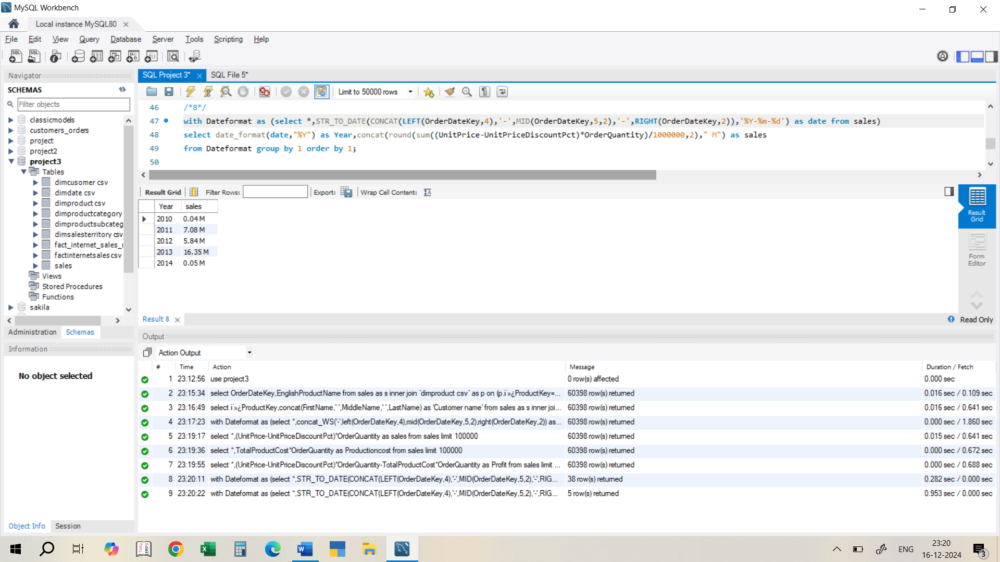 MySQL Workbench
Local instance MySQL80
File Edit View Query Database Server Tools Scripting Help
Navigator
SCHEMAS
Filter objects
classicmodels
customers_orders
project
project2
project3
Tables
dimcusomer csv
dimdate csv
dimproduct csv
dimproductcategory
dimproductsubcateg
dimsalesterritory csv
fact_internet_sales_
factinternetsales csv
sales
Views
Stored Procedures
Functions
sakila
Administration Schemas
Information
No object selected
Object Info Session
SQL Project 3* SQL File 5*
Limit to 50000 rows
46 /*8*/
47 with Dateformat as (select *,STR_TO_DATE(CONCAT(LEFT(OrderDateKey,4),'-',MID(OrderDateKey,5,2),'-',RIGHT(OrderDateKey,2)),'%Y-%m-%d') as date from sales)
48 select date_format(date,"%Y") as Year,concat(round(sum((UnitPrice-UnitPriceDiscountPct)*OrderQuantity)/1000000,2)," M") as sales
49 from Dateformat group by 1 order by 1;
50
Result Grid Filter Rows: Export: Wrap Cell Content:
Year sales
2010 0.04 M
2011 7.08 M
2012 5.84 M
2013 16.35 M
2014 0.05 M
Result Grid
Form Editor
Result 8
Read Only
Output
Action Output
# Time Action Message Duration / Fetch
1 23:12:56 use project3 0 row(s) affected 0.000 sec
2 23:15:34 select OrderDateKey,EnglishProductName from sales as s inner join `dimproduct csv` as p on (p.ï»¿ProductKey=... 60398 row(s) returned 0.016 sec / 0.109 sec
3 23:16:49 select ï»¿ProductKey,concat(FirstName,' ',MiddleName,' ',LastName) as 'Customer name' from sales as s inner joi... 60398 row(s) returned 0.016 sec / 0.641 sec
4 23:17:23 with Dateformat as (select *,concat_WS('-',left(OrderDateKey,4),mid(OrderDateKey,5,2),right(OrderDateKey,2)) as... 60398 row(s) returned 0.000 sec / 1.860 sec
5 23:19:17 select *,(UnitPrice-UnitPriceDiscountPct)*OrderQuantity as sales from sales limit 100000 60398 row(s) returned 0.015 sec / 0.641 sec
6 23:19:36 select *,TotalProductCost*OrderQuantity as Productioncost from sales limit 100000 60398 row(s) returned 0.000 sec / 0.672 sec
7 23:19:55 select *,(UnitPrice-UnitPriceDiscountPct)*OrderQuantity-TotalProductCost*OrderQuantity as Profit from sales limit ... 60398 row(s) returned 0.000 sec / 0.688 sec
8 23:20:11 with Dateformat as (select *,STR_TO_DATE(CONCAT(LEFT(OrderDateKey,4),'-',MID(OrderDateKey,5,2),'-',RIG... 38 row(s) returned 0.282 sec / 0.000 sec
9 23:20:22 with Dateformat as (select *,STR_TO_DATE(CONCAT(LEFT(OrderDateKey,4),'-',MID(OrderDateKey,5,2),'-',RIG... 5 row(s) returned 0.953 sec / 0.000 sec
ENG
23:20
16-12-2024
3